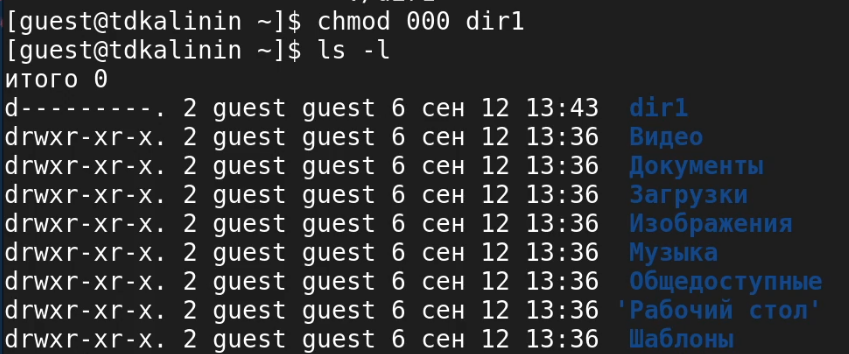 [guest@tdkalinin ~]$ chmod 000 dir1
[guest@tdkalinin ~]$ ls -l
итого 0
d---------. 2 guest guest 6 сен 12 13:43  dir1
drwxr-xr-x. 2 guest guest 6 сен 12 13:36  Видео
drwxr-xr-x. 2 guest guest 6 сен 12 13:36  Документы
drwxr-xr-x. 2 guest guest 6 сен 12 13:36  Загрузки
drwxr-xr-x. 2 guest guest 6 сен 12 13:36  Изображения
drwxr-xr-x. 2 guest guest 6 сен 12 13:36  Музыка
drwxr-xr-x. 2 guest guest 6 сен 12 13:36  Общедоступные
drwxr-xr-x. 2 guest guest 6 сен 12 13:36 'Рабочий стол'
drwxr-xr-x. 2 guest guest 6 сен 12 13:36  Шаблоны